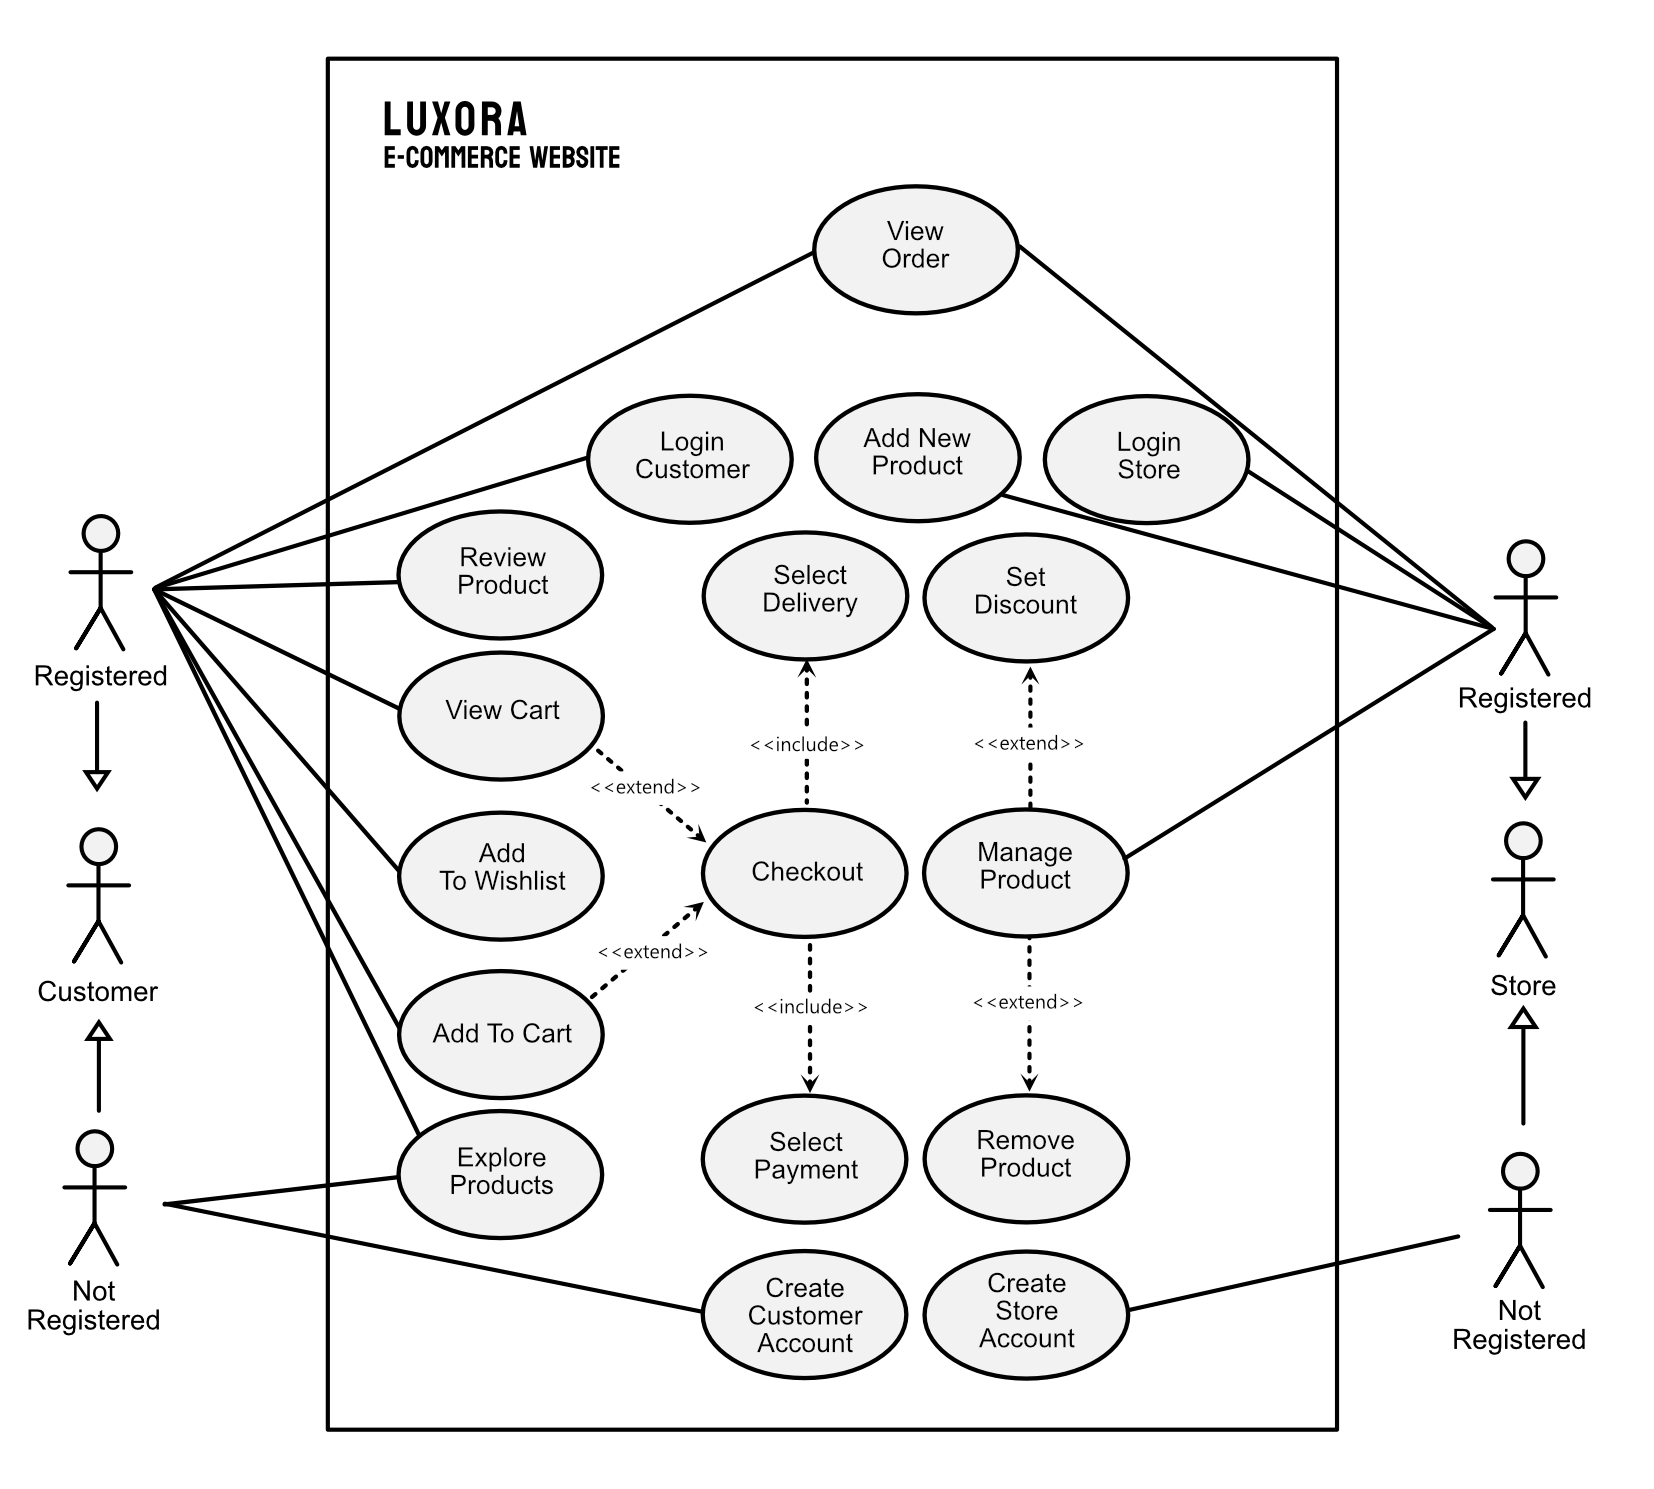 LUXORA
E-COMMERCE WEBSITE
View
Order
Login
Customer
Add New
Product
Login
Store
Review
Product
Select
Delivery
Set
Discount
Registered
Registered
View Cart
<<include>>
<<extend>>
<<extend>>
Add
To Wishlist
Checkout
Manage
Product
<<extend>>
Customer
Store
Add To Cart
<<include>>
<<extend>>
Explore
Products
Select
Payment
Remove
Product
Not
Registered
Create
Customer
Account
Create
Store
Account
Not
Registered